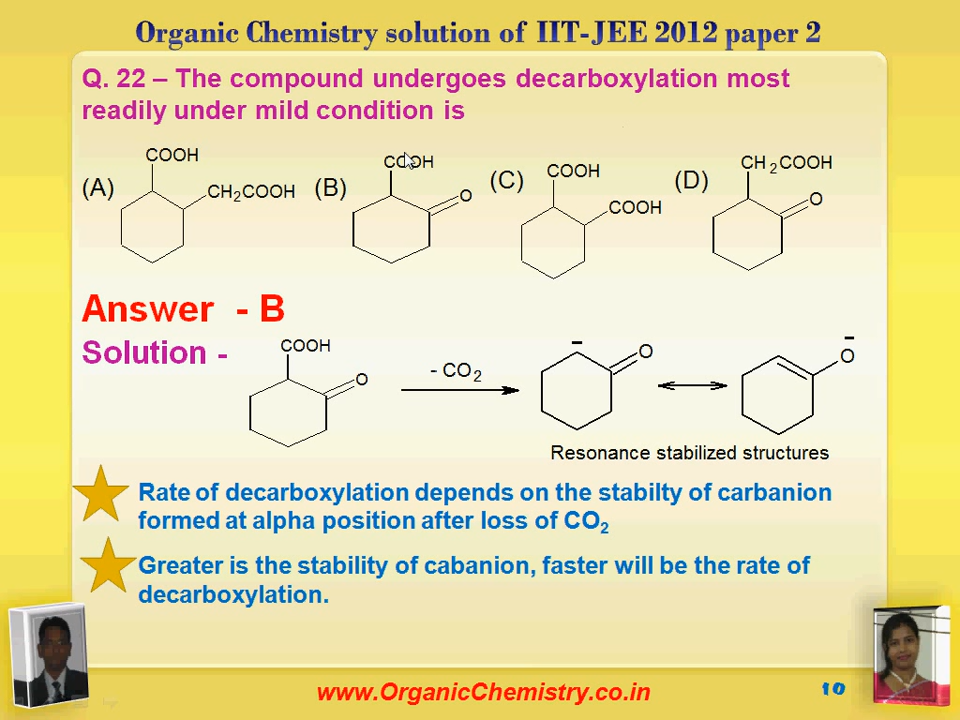 Organic Chemistry solution of IIT-JEE 2012 paper 2
Q. 22 – The compound undergoes decarboxylation most
readily under mild condition is
(A) COOH CH2COOH (B) COOH O (C) COOH COOH (D) CH2COOH O
Answer - B
Solution -
COOH O - CO2 – O – O
Resonance stabilized structures
Rate of decarboxylation depends on the stabilty of carbanion
formed at alpha position after loss of CO2
Greater is the stability of cabanion, faster will be the rate of
decarboxylation.
www.OrganicChemistry.co.in
10